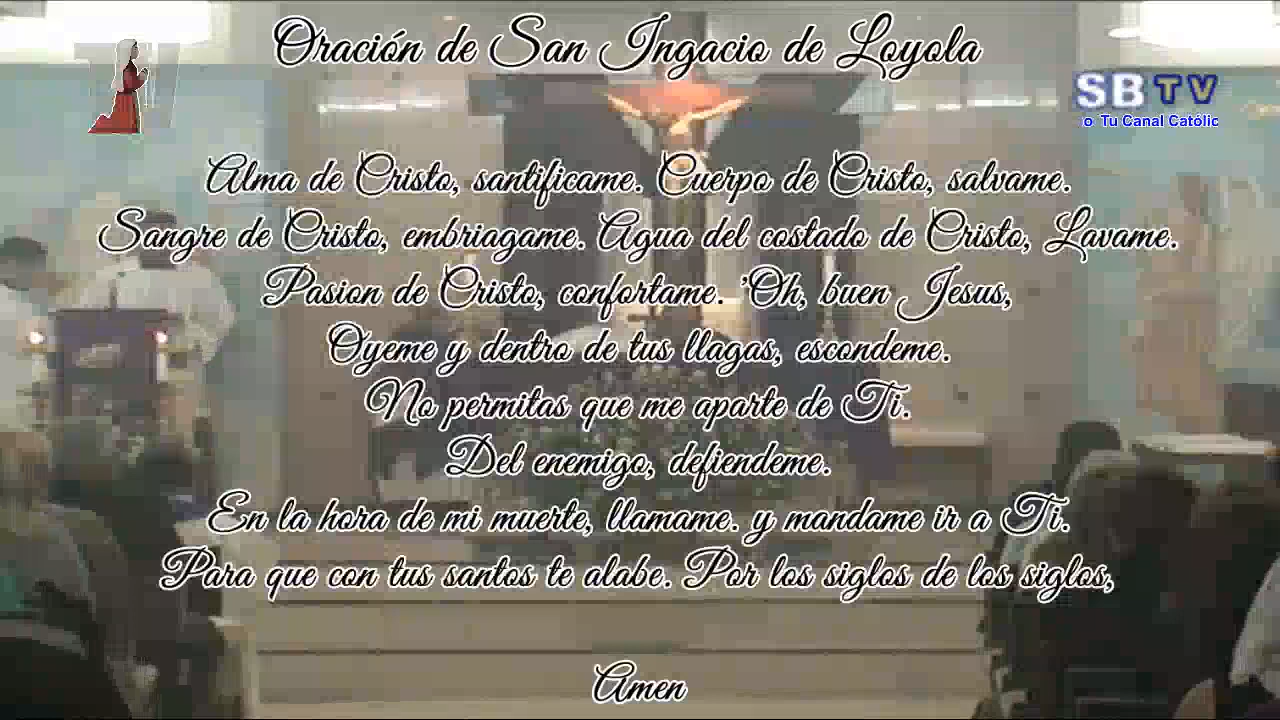 Oración de San Ingacio de Loyola
SB TV
o Tu Canal Católic
Alma de Cristo, santificame. Cuerpo de Cristo, salvame.
Sangre de Cristo, embriagame. Agua del costado de Cristo, Lavame.
Pasion de Cristo, confortame. 'Oh, buen Jesus,
Oyeme y dentro de tus llagas, escondeme.
No permitas que me aparte de Ti.
Del enemigo, defiendeme.
En la hora de mi muerte, llamame. y mandame ir a Ti.
Para que con tus santos te alabe. Por los siglos de los siglos,
Amen